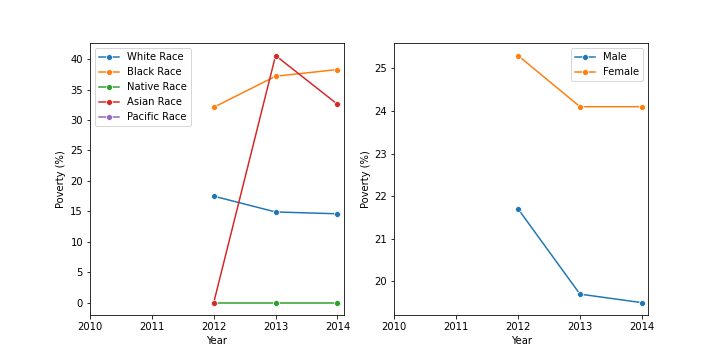 White Race
Black Race
Native Race
Asian Race
Pacific Race
40
35
30
25
20
15
10
5
0
Poverty (%)
2010 2011 2012 2013 2014
Year
Male
Female
25
24
23
22
21
20
Poverty (%)
2010 2011 2012 2013 2014
Year